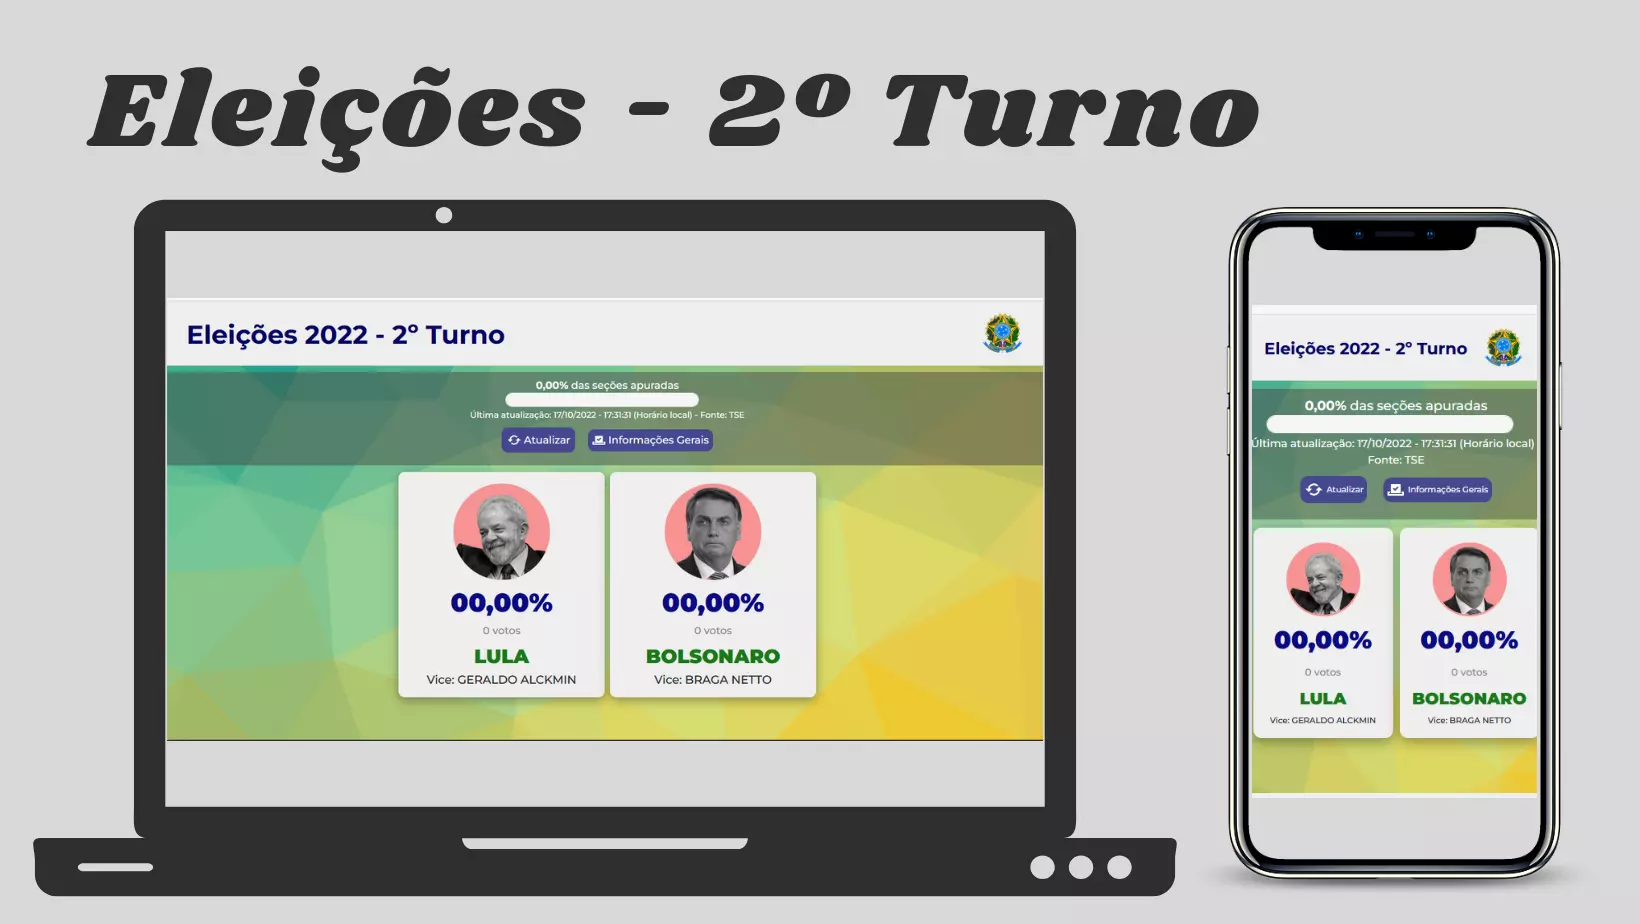 Eleições - 2º Turno
Eleições 2022 - 2º Turno
0,00% das seções apuradas
Última atualização: 17/10/2022 - 17:31:31 (Horário local) - Fonte: TSE
Atualizar
Informações Gerais
00,00%
0 votos
LULA
Vice: GERALDO ALCKMIN
00,00%
0 votos
BOLSONARO
Vice: BRAGA NETTO
Eleições 2022 - 2º Turno
0,00% das seções apuradas
Última atualização: 17/10/2022 - 17:31:31 (Horário local)
Fonte: TSE
Atualizar
Informações Gerais
00,00%
0 votos
LULA
Vice: GERALDO ALCKMIN
00,00%
0 votos
BOLSONARO
Vice: BRAGA NETTO